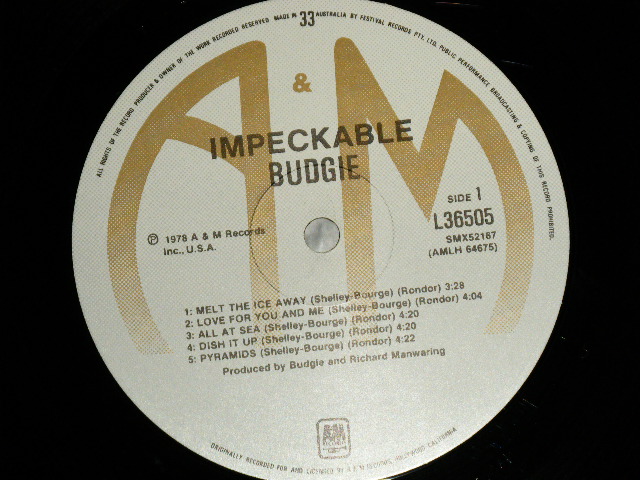 ALL RIGHTS OF THE RECORD PRODUCER & OWNER OF THE WORK RECORDED RESERVED MADE IN AUSTRALIA BY FESTIVAL RECORDS PTY. LTD. PUBLIC PERFORMANCE BROADCASTING & COPYING OF THIS RECORD PROHIBITED.
33
A & M
IMPECKABLE
BUDGIE
SIDE 1
L36505
SMX52187
(AMLH 64675)
℗ 1978 A & M Records
Inc., U.S.A.
1: MELT THE ICE AWAY (Shelley-Bourge) (Rondor) 3:28
2: LOVE FOR YOU AND ME (Shelley-Bourge) (Rondor) 4:04
3: ALL AT SEA (Shelley-Bourge) (Rondor) 4:20
4: DISH IT UP (Shelley-Bourge) (Rondor) 4:20
5: PYRAMIDS (Shelley-Bourge) (Rondor) 4:22
Produced by Budgie and Richard Manwaring
A&M
RECORDS
ORIGINALLY RECORDED FOR AND LICENSED BY A & M RECORDS, HOLLYWOOD CALIFORNIA